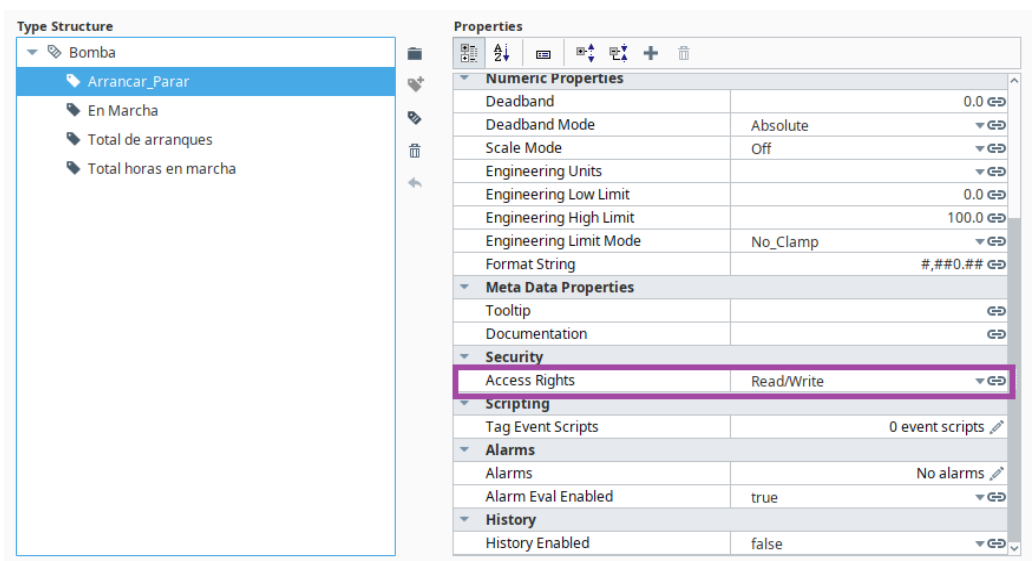 Type Structure
Bomba
Arrancar_Parar
En Marcha
Total de arranques
Total horas en marcha
Properties
Numeric Properties
Deadband 0.0
Deadband Mode Absolute
Scale Mode Off
Engineering Units
Engineering Low Limit 0.0
Engineering High Limit 100.0
Engineering Limit Mode No_Clamp
Format String #,##0.##
Meta Data Properties
Tooltip
Documentation
Security
Access Rights Read/Write
Scripting
Tag Event Scripts 0 event scripts
Alarms
Alarms No alarms
Alarm Eval Enabled true
History
History Enabled false